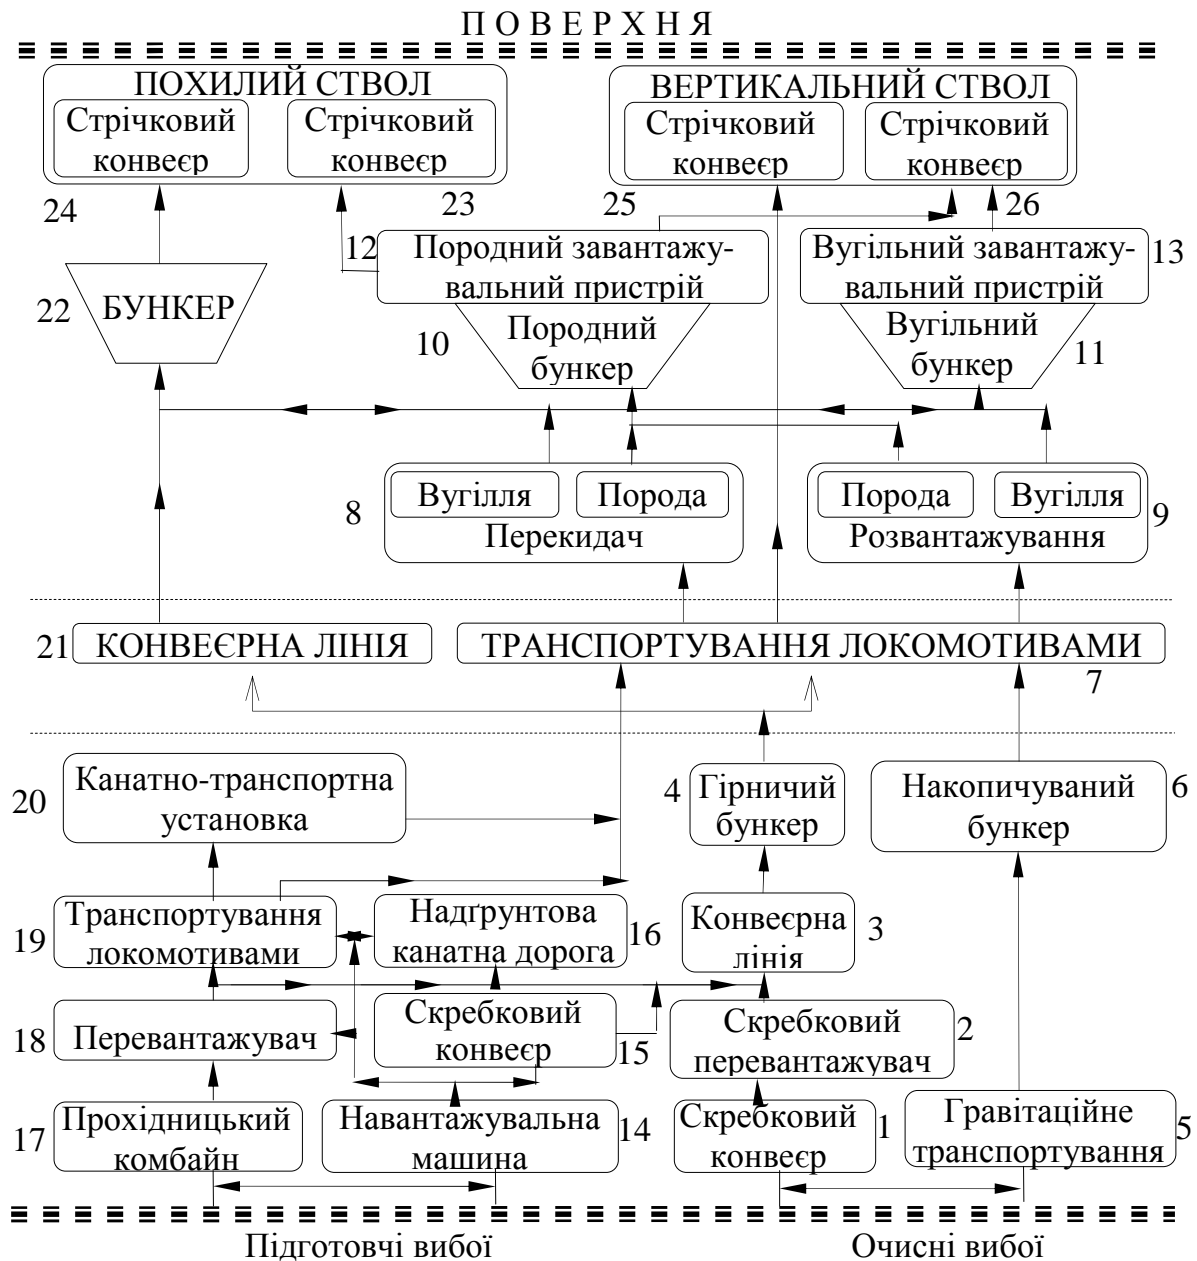 П О В Е Р Х Н Я
ПОХИЛИЙ СТВОЛ
Стрічковий
конвеєр
Стрічковий
конвеєр
ВЕРТИКАЛЬНИЙ СТВОЛ
Стрічковий
конвеєр
Стрічковий
конвеєр
24
23
25
26
12
Породний завантажу-
вальний пристрій
Вугільний завантажу-
вальний пристрій
13
22
БУНКЕР
10
Породний
бункер
Вугільний
бункер
11
8
Вугілля
Порода
Перекидач
Порода
Вугілля
Розвантажування
9
21
КОНВЕЄРНА ЛІНІЯ
ТРАНСПОРТУВАННЯ ЛОКОМОТИВАМИ
7
20
Канатно-транспортна
установка
4
Гірничий
бункер
Накопичуваний
бункер
6
19
Транспортування
локомотивами
Надґрунтова
канатна дорога
16
Конвеєрна
лінія
3
18
Перевантажувач
Скребковий
конвеєр
15
Скребковий
перевантажувач
2
17
Прохідницький
комбайн
Навантажувальна
машина
14
Скребковий
конвеєр
1
Гравітаційне
транспортування
5
Підготовчі вибої
Очисні вибої